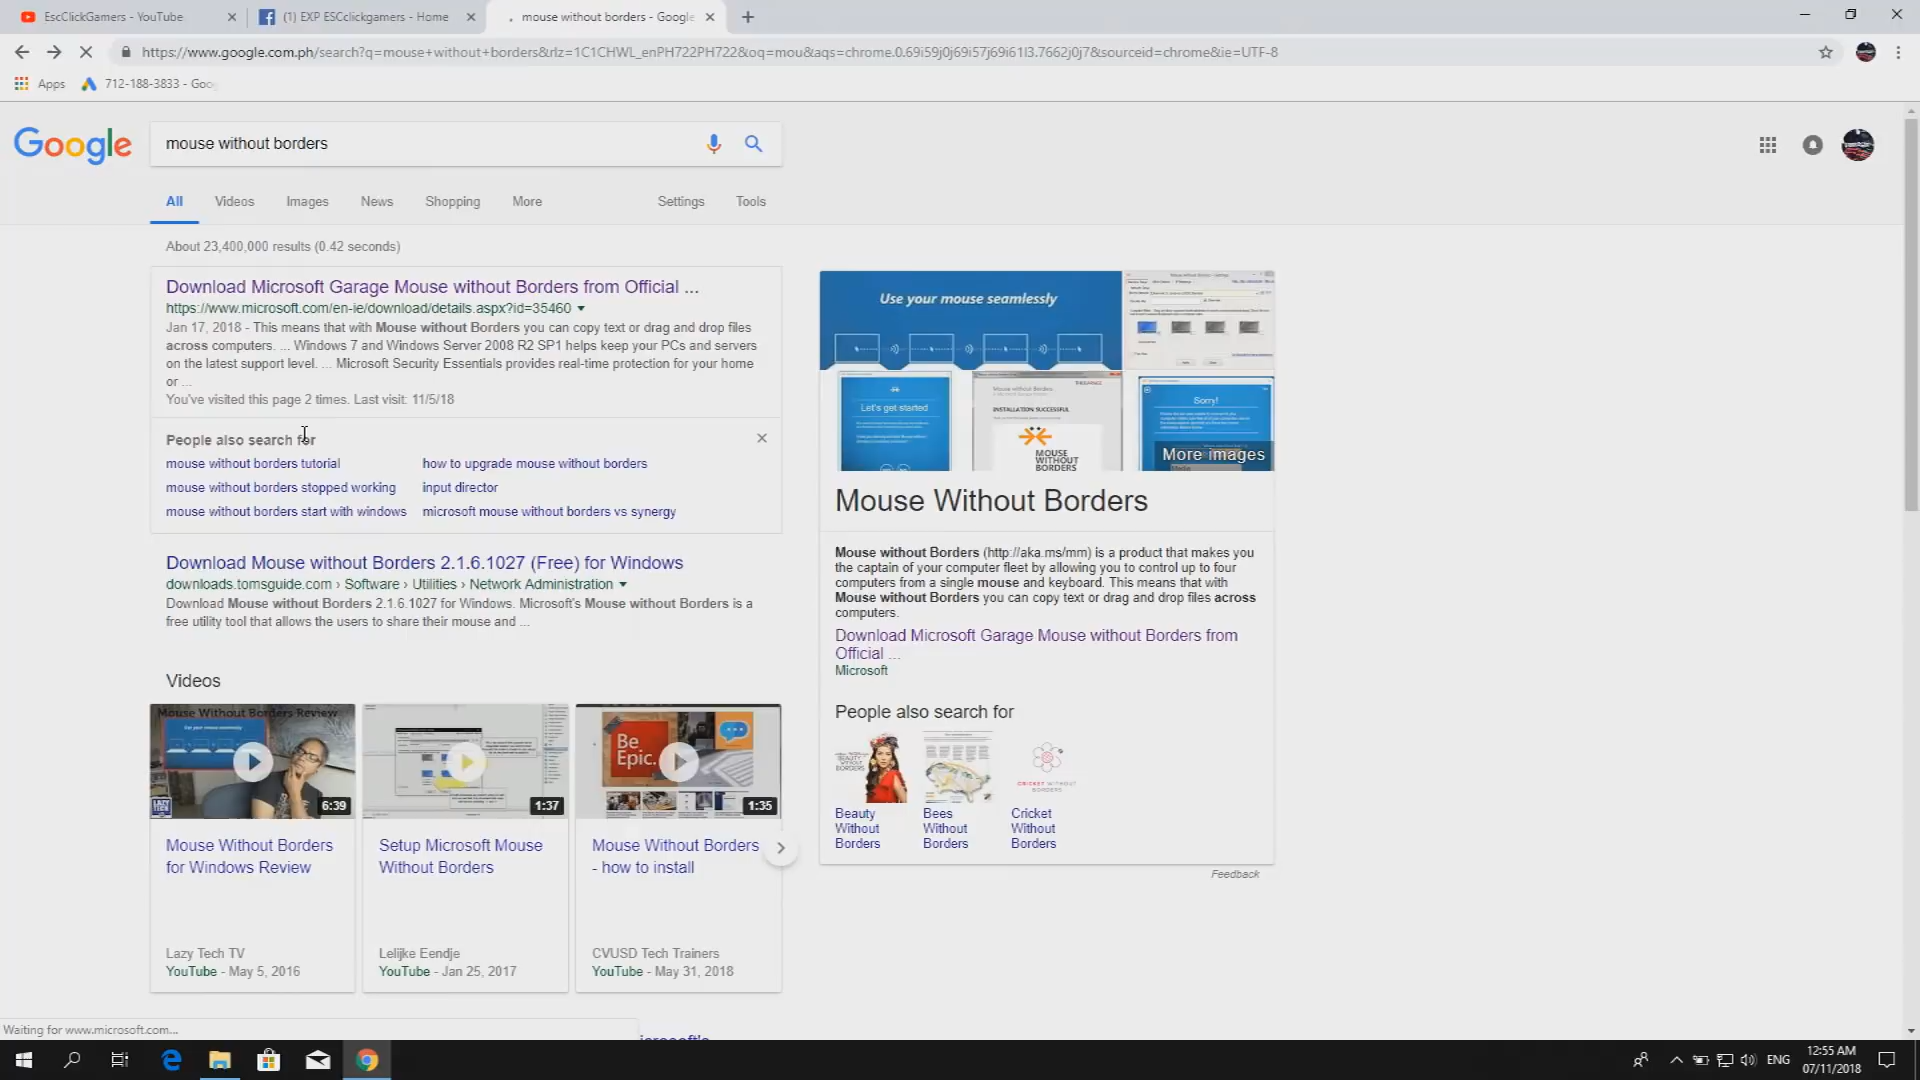 EscClickGamers - YouTube
(1) EXP ESCclickgamers - Home
mouse without borders - Google
https://www.google.com.ph/search?q=mouse+without+borders&rlz=1C1CHWL_enPH722PH722&oq=mou&aqs=chrome.0.69i59j0j69i57j69i61l3.7662j0j7&sourceid=chrome&ie=UTF-8
Apps
712-188-3833 - Goo
Google
mouse without borders
All
Videos
Images
News
Shopping
More
Settings
Tools
About 23,400,000 results (0.42 seconds)
Download Microsoft Garage Mouse without Borders from Official ...
https://www.microsoft.com/en-ie/download/details.aspx?id=35460
Jan 17, 2018 - This means that with Mouse without Borders you can copy text or drag and drop files
across computers. ... Windows 7 and Windows Server 2008 R2 SP1 helps keep your PCs and servers
on the latest support level. ... Microsoft Security Essentials provides real-time protection for your home
or ...
You've visited this page 2 times. Last visit: 11/5/18
People also search for
mouse without borders tutorial
how to upgrade mouse without borders
mouse without borders stopped working
input director
mouse without borders start with windows
microsoft mouse without borders vs synergy
Download Mouse without Borders 2.1.6.1027 (Free) for Windows
downloads.tomsguide.com › Software › Utilities › Network Administration
Download Mouse without Borders 2.1.6.1027 for Windows. Microsoft's Mouse without Borders is a
free utility tool that allows the users to share their mouse and ...
Videos
Mouse Without Borders Review
LAZY TECH TV
6:39
Mouse Without Borders
for Windows Review
Lazy Tech TV
YouTube - May 5, 2016
1:37
Setup Microsoft Mouse
Without Borders
Lelijke Eendje
YouTube - Jan 25, 2017
Be
Epic.
1:35
Mouse Without Borders
- how to install
CVUSD Tech Trainers
YouTube - May 31, 2018
Use your mouse seamlessly
Let's get started
INSTALLATION SUCCESSFUL
MOUSE
WITHOUT
BORDERS
Sorry!
More images
Mouse Without Borders
Mouse without Borders (http://aka.ms/mm) is a product that makes you
the captain of your computer fleet by allowing you to control up to four
computers from a single mouse and keyboard. This means that with
Mouse without Borders you can copy text or drag and drop files across
computers.
Download Microsoft Garage Mouse without Borders from
Official ...
Microsoft
People also search for
BEAUTY
WITHOUT
BORDERS
CRICKET WITHOUT
BORDERS
Beauty
Without
Borders
Bees
Without
Borders
Cricket
Without
Borders
Feedback
Waiting for www.microsoft.com...
ENG
12:55 AM
07/11/2018